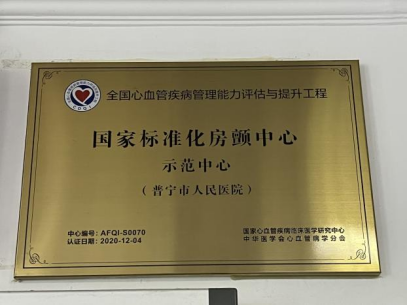 全国心血管疾病管理能力评估与提升工程
国家标准化房颤中心
示范中心
(普宁市人民医院)
中心编号: AFQI-S0070
认证日期: 2020-12-04
国家心血管疾病临床医学研究中心
中华医学会心血管病学分会